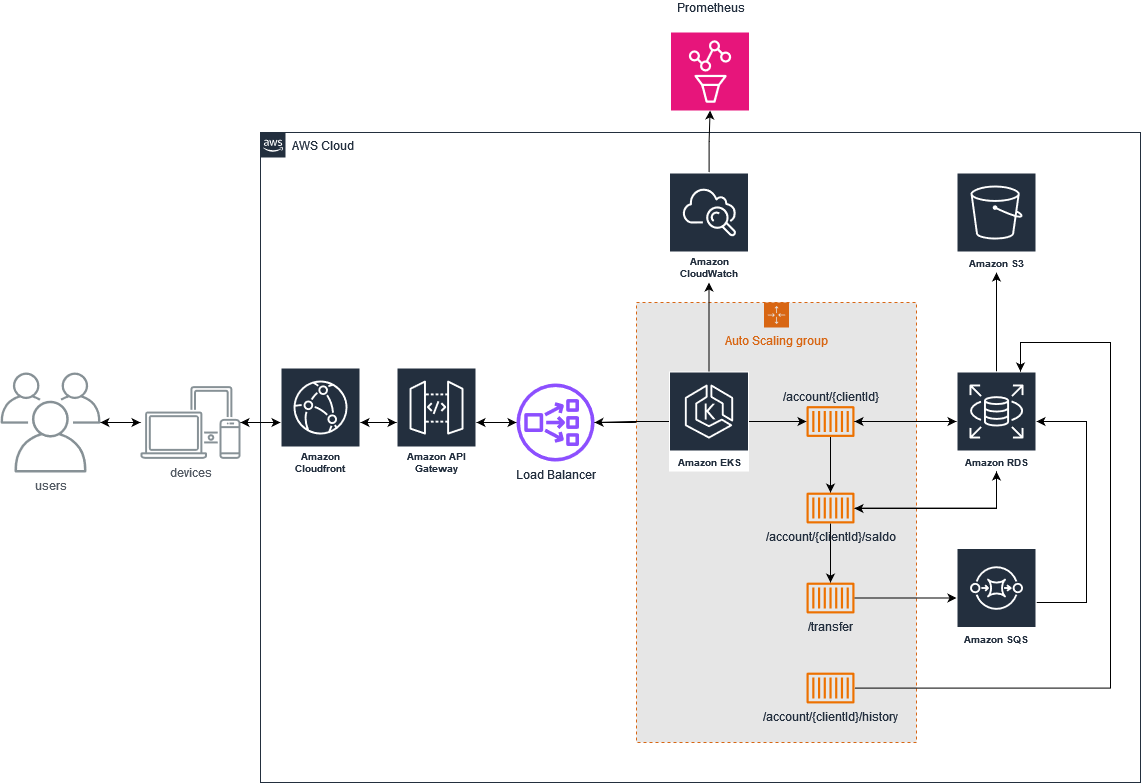 Prometheus
aws
AWS Cloud
Amazon
CloudWatch
Amazon S3
Auto Scaling group
/account/{clientId}
users
devices
Amazon
Cloudfront
Amazon API
Gateway
Load Balancer
Amazon EKS
Amazon RDS
/account/{clientId}/saldo
/transfer
Amazon SQS
/account/{clientId}/history